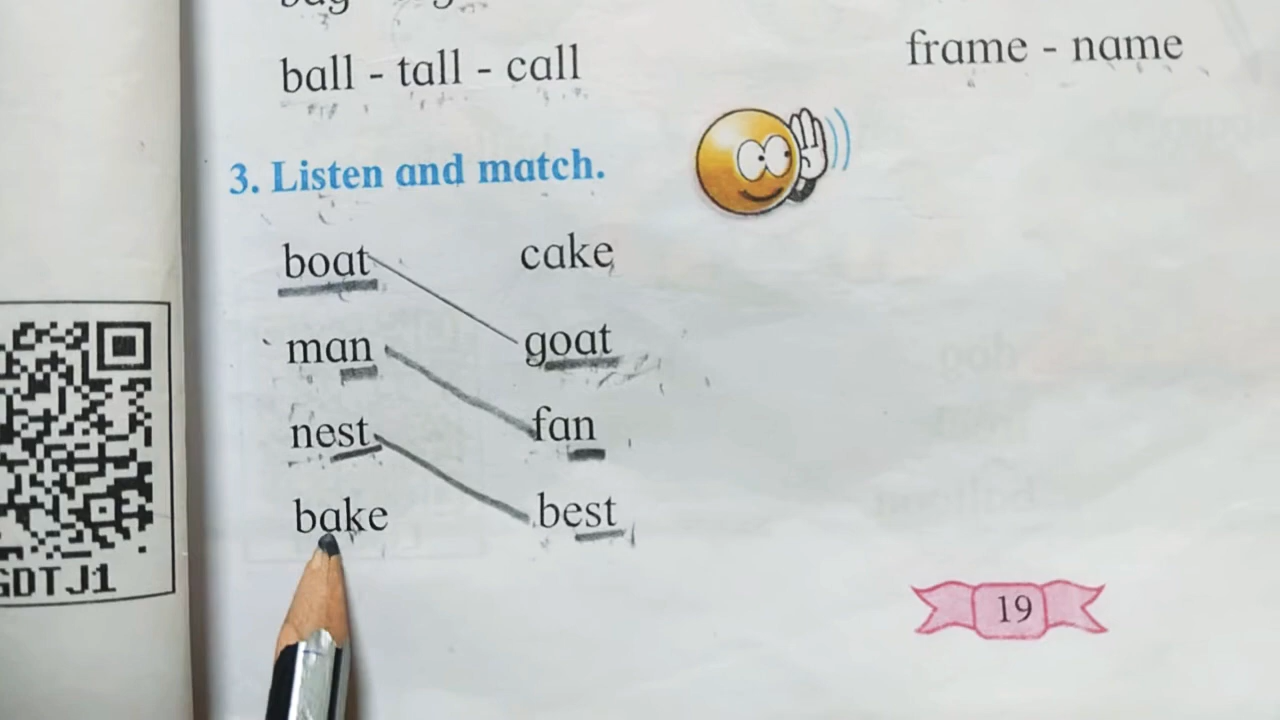 ball - tall - call
frame - name
3. Listen and match.
boat cake
man goat
nest fan
bake best
GDTJ1
19